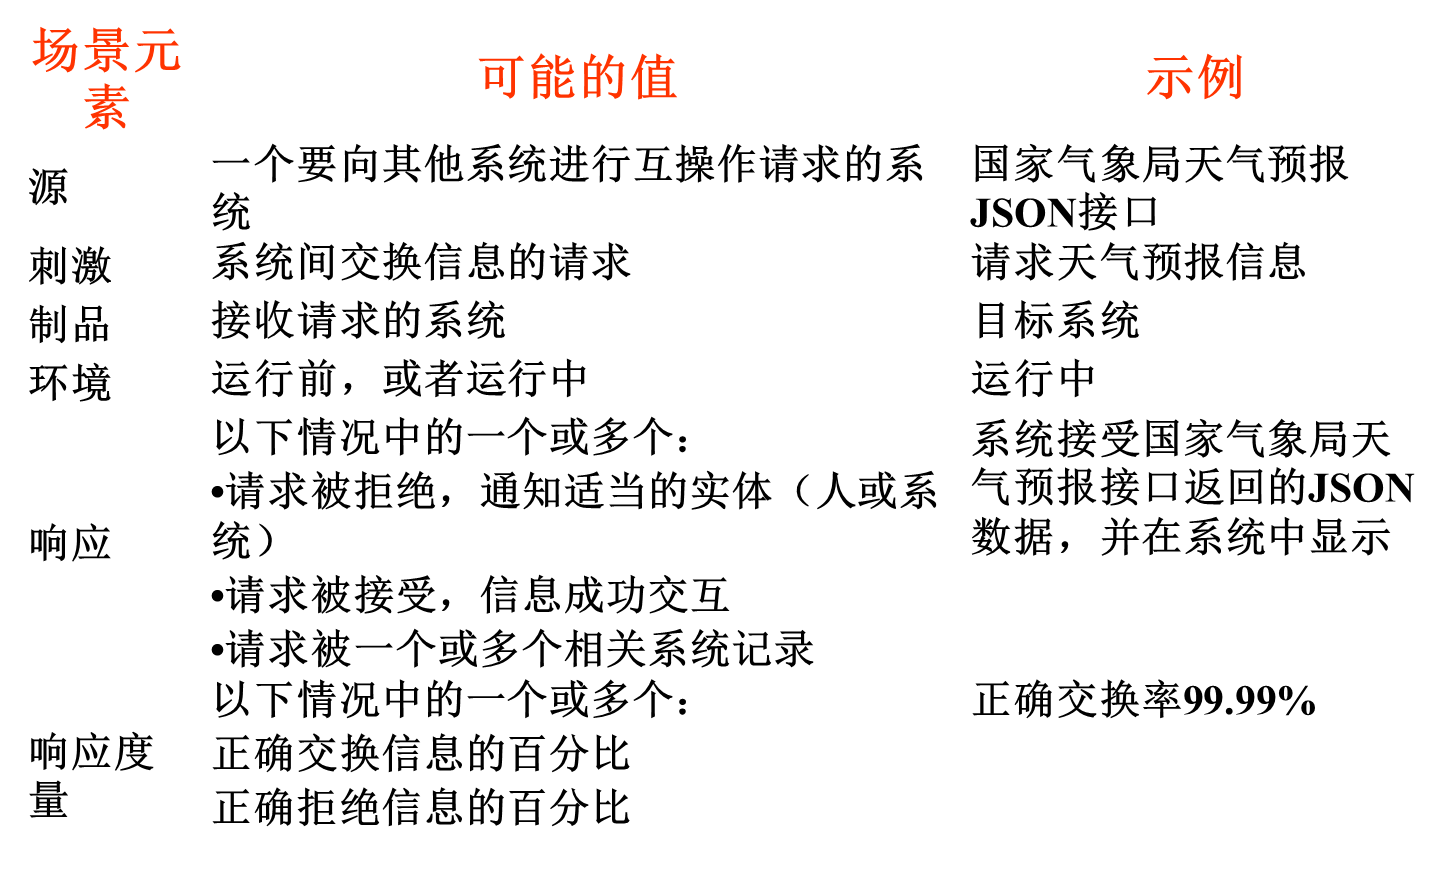 场景元
素
可能的值
示例
源
一个要向其他系统进行互操作请求的系
统
国家气象局天气预报
JSON接口
刺激
系统间交换信息的请求
请求天气预报信息
制品
接收请求的系统
目标系统
环境
运行前，或者运行中
运行中
响应
以下情况中的一个或多个：
•请求被拒绝，通知适当的实体（人或系
统）
•请求被接受，信息成功交互
•请求被一个或多个相关系统记录
系统接受国家气象局天
气预报接口返回的JSON
数据，并在系统中显示
响应度
量
以下情况中的一个或多个：
正确交换信息的百分比
正确拒绝信息的百分比
正确交换率99.99%